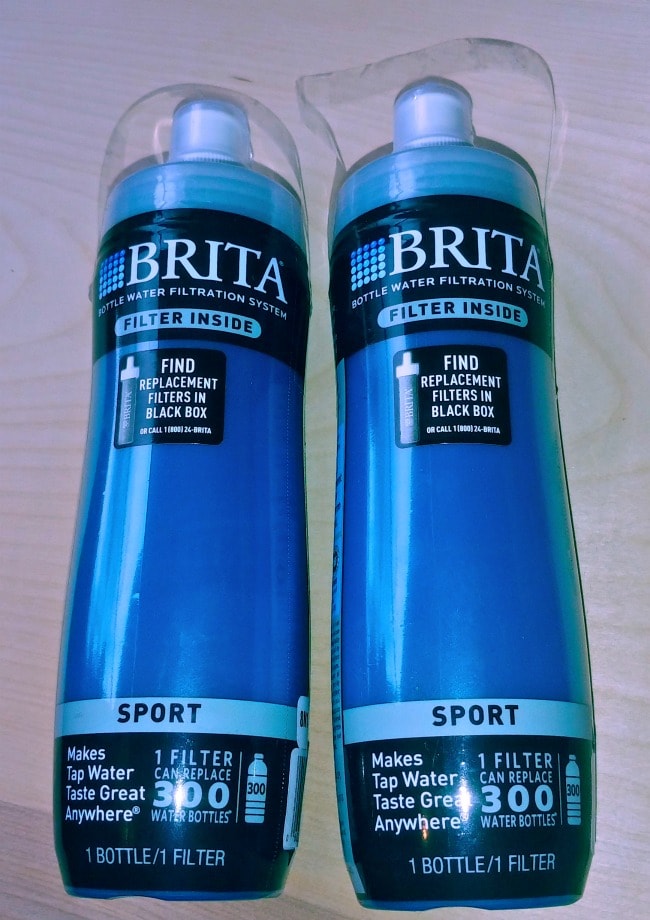 BRITA®
BOTTLE WATER FILTRATION SYSTEM
FILTER INSIDE
FIND
REPLACEMENT
FILTERS IN
BLACK BOX
OR CALL 1 (800) 24-BRITA
BRITA
SPORT
Makes
Tap Water
Taste Great
Anywhere®
1 FILTER
CAN REPLACE
300
WATER BOTTLES*
300
1 BOTTLE/1 FILTER
BRITA®
BOTTLE WATER FILTRATION SYSTEM
FILTER INSIDE
FIND
REPLACEMENT
FILTERS IN
BLACK BOX
OR CALL 1 (800) 24-BRITA
BRITA
SPORT
Makes
Tap Water
Taste Great
Anywhere®
1 FILTER
CAN REPLACE
300
WATER BOTTLES*
300
1 BOTTLE/1 FILTER